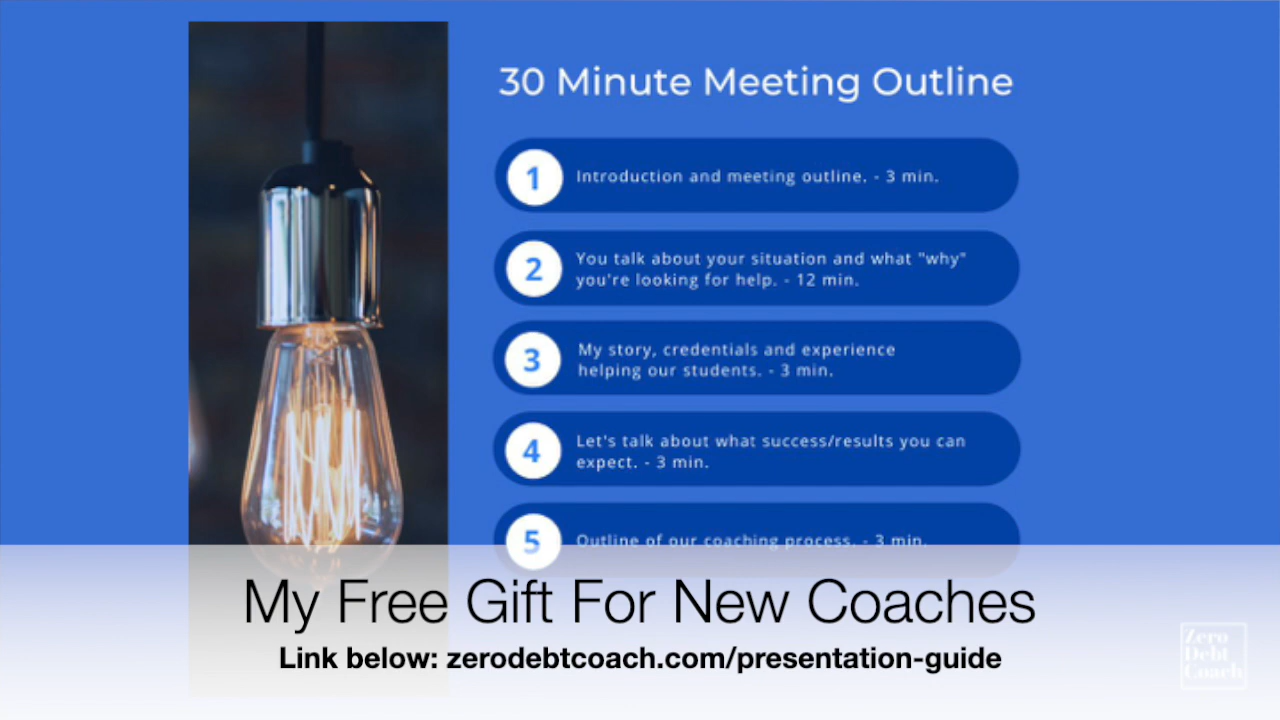 30 Minute Meeting Outline
1
Introduction and meeting outline. - 3 min.
2
You talk about your situation and what "why"
you're looking for help. - 12 min.
3
My story, credentials and experience
helping our students. - 3 min.
4
Let's talk about what success/results you can
expect. - 3 min.
5
Outline of our coaching process. - 3 min.
My Free Gift For New Coaches
Link below: zerodebtcoach.com/presentation-guide
Zero
Debt
Coach